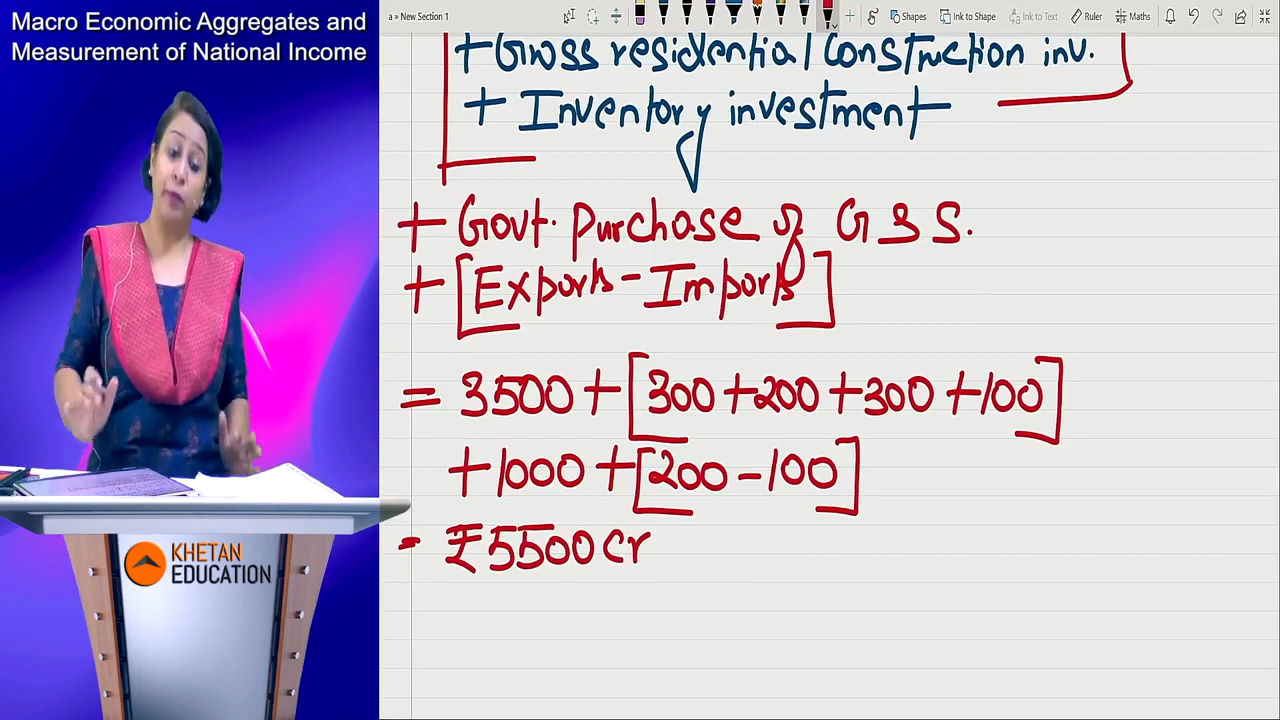 Macro Economic Aggregates and
Measurement of National Income
a > New Section 1
Shapes Ink to Shape Ink to Text Ruler Maths
+ Gross residential Construction inv.
+ Inventory investment
+ Govt. Purchase of G & S.
+ [Exports - Imports]
= 3500 + [300 + 200 + 300 + 100]
+ 1000 + [200 - 100]
= ₹5500 Cr
KHETAN
EDUCATION